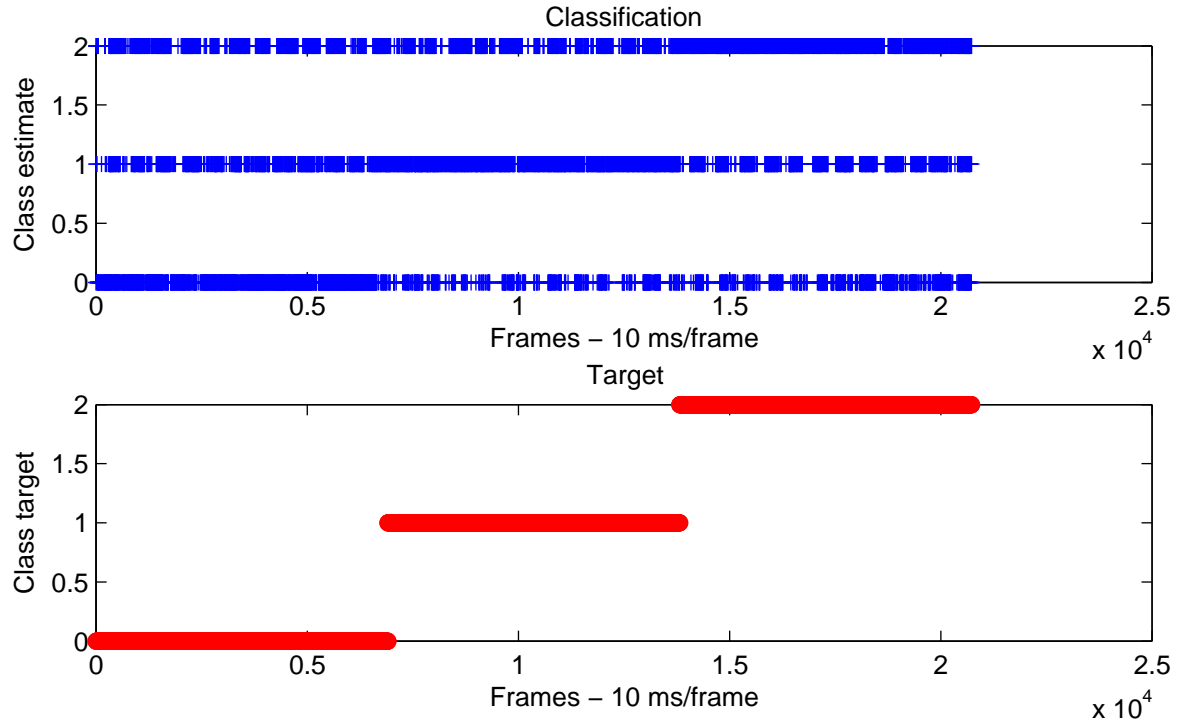 Classification
Class estimate
2
1.5
1
0.5
0
0 0.5 1 1.5 2 2.5
Frames – 10 ms/frame
x 10^4
Target
Class target
2
1.5
1
0.5
0
0 0.5 1 1.5 2 2.5
Frames – 10 ms/frame
x 10^4